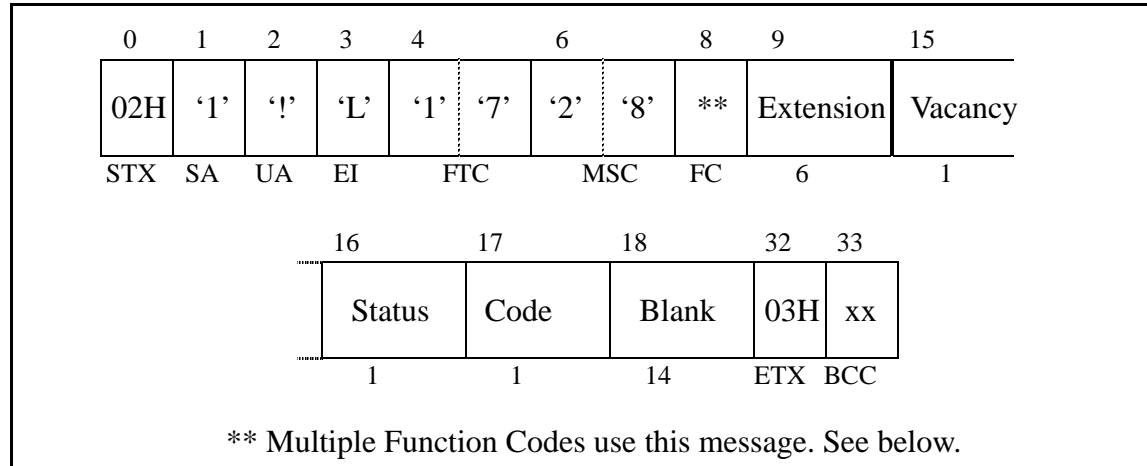 0 1 2 3 4 6 8 9 15
02H ‘1’ ‘!’ ‘L’ ‘1’ ‘7’ ‘2’ ‘8’ ** Extension Vacancy
STX SA UA EI FTC MSC FC 6 1
16 17 18 32 33
Status Code Blank 03H xx
1 1 14 ETX BCC
** Multiple Function Codes use this message. See below.